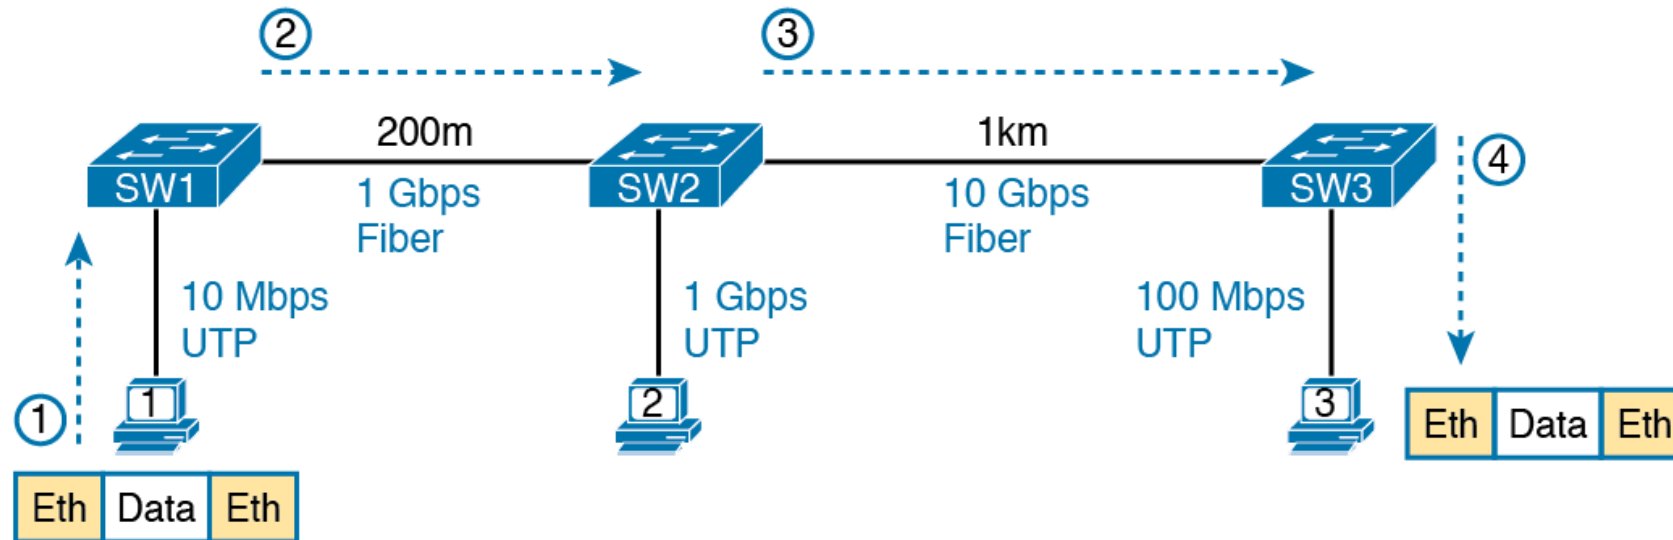 2
3
200m
1km
SW1
SW2
SW3
4
1 Gbps
Fiber
10 Gbps
Fiber
10 Mbps
UTP
1 Gbps
UTP
100 Mbps
UTP
1
1
2
3
Eth Data Eth
Eth Data Eth